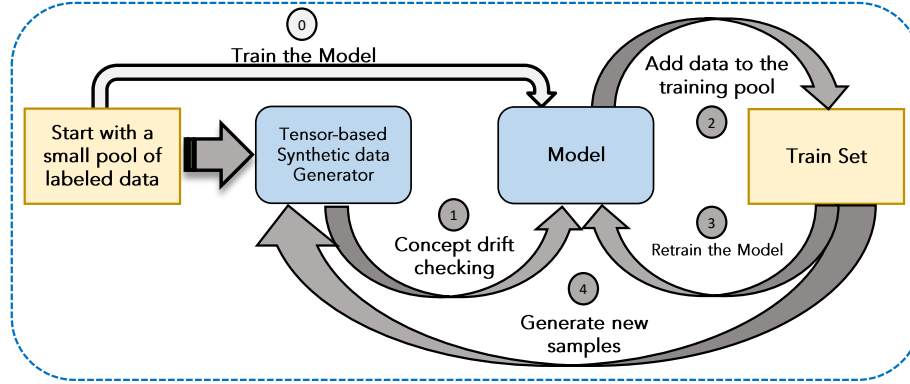 0
Train the Model
Start with a
small pool of
labeled data
Tensor-based
Synthetic data
Generator
Model
Add data to the
training pool
2
Train Set
1
Concept drift
checking
3
Retrain the Model
4
Generate new
samples